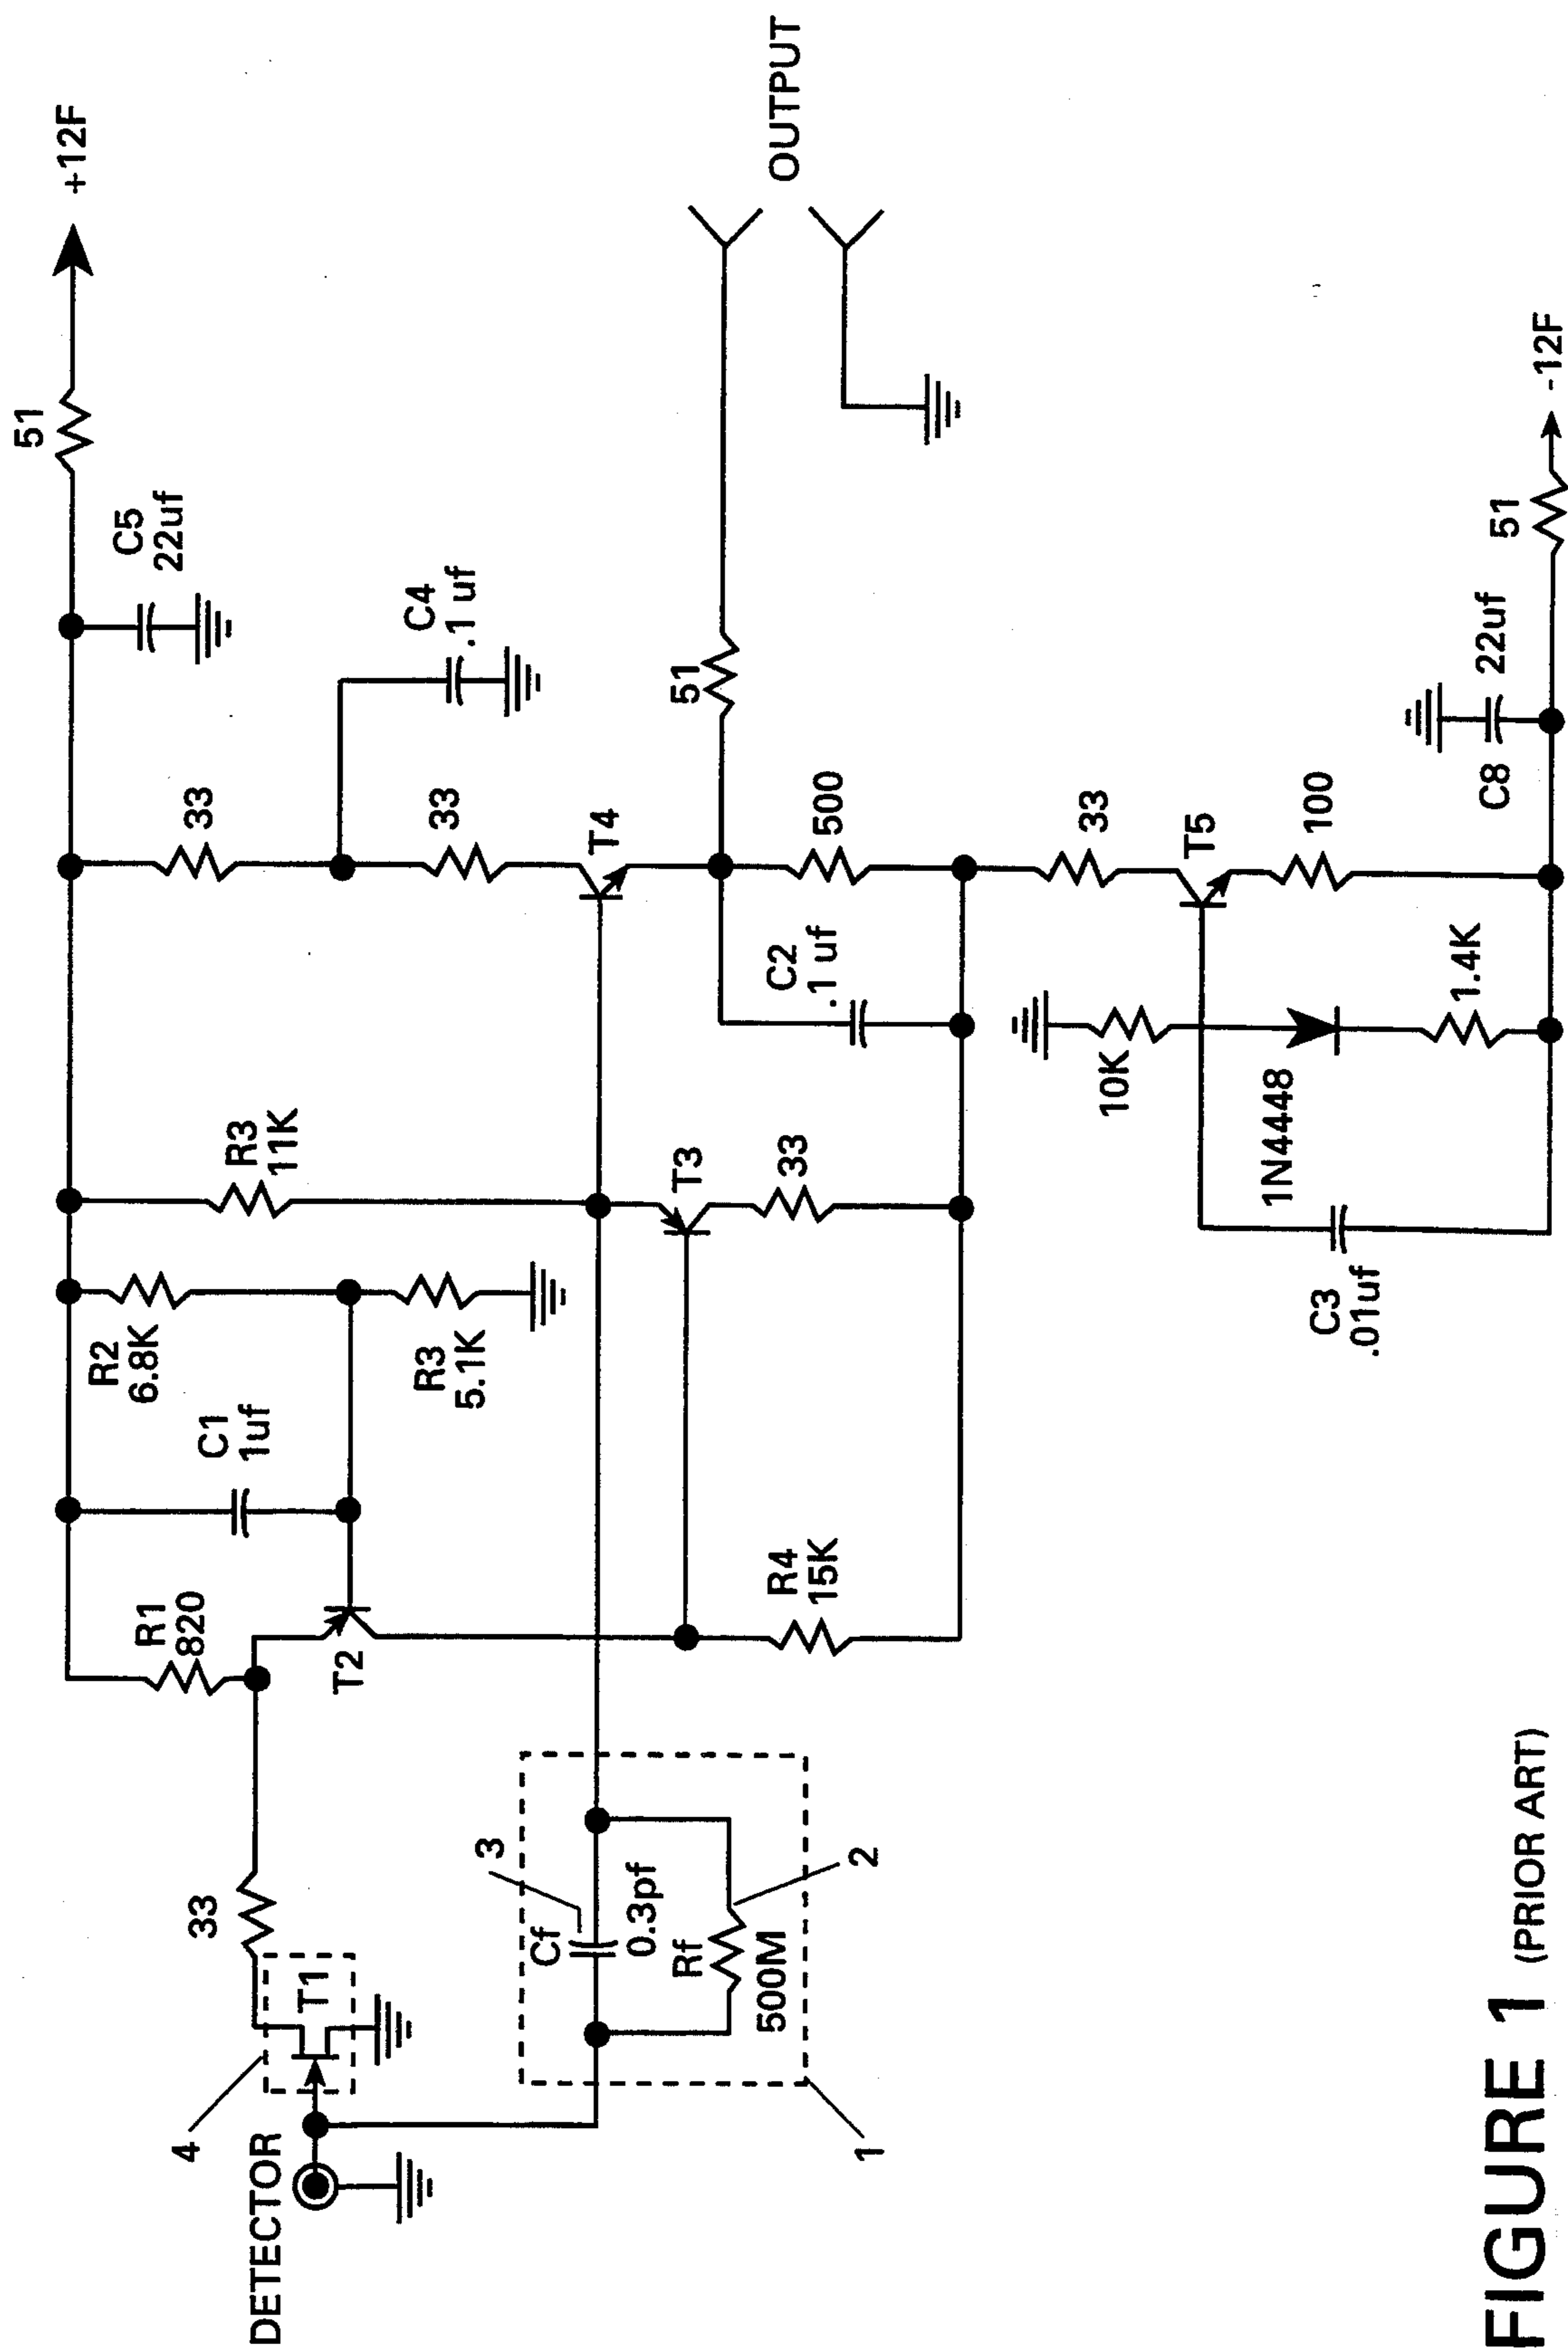 +12F
51
C5
22uf
33
C4
.1 uf
33
T4
R3
11K
R2
6.8K
R3
5.1K
C1
1uf
R1
820
T2
33
4
T1
DETECTOR
3
Cf
0.3pf
Rf
500M
2
1
OUTPUT
51
500
C2
.1 uf
T3
33
R4
15K
33
T5
100
10K
1N4448
1.4K
C3
.01uf
C8
22uf
51
-12F
FIGURE 1 (PRIOR ART)